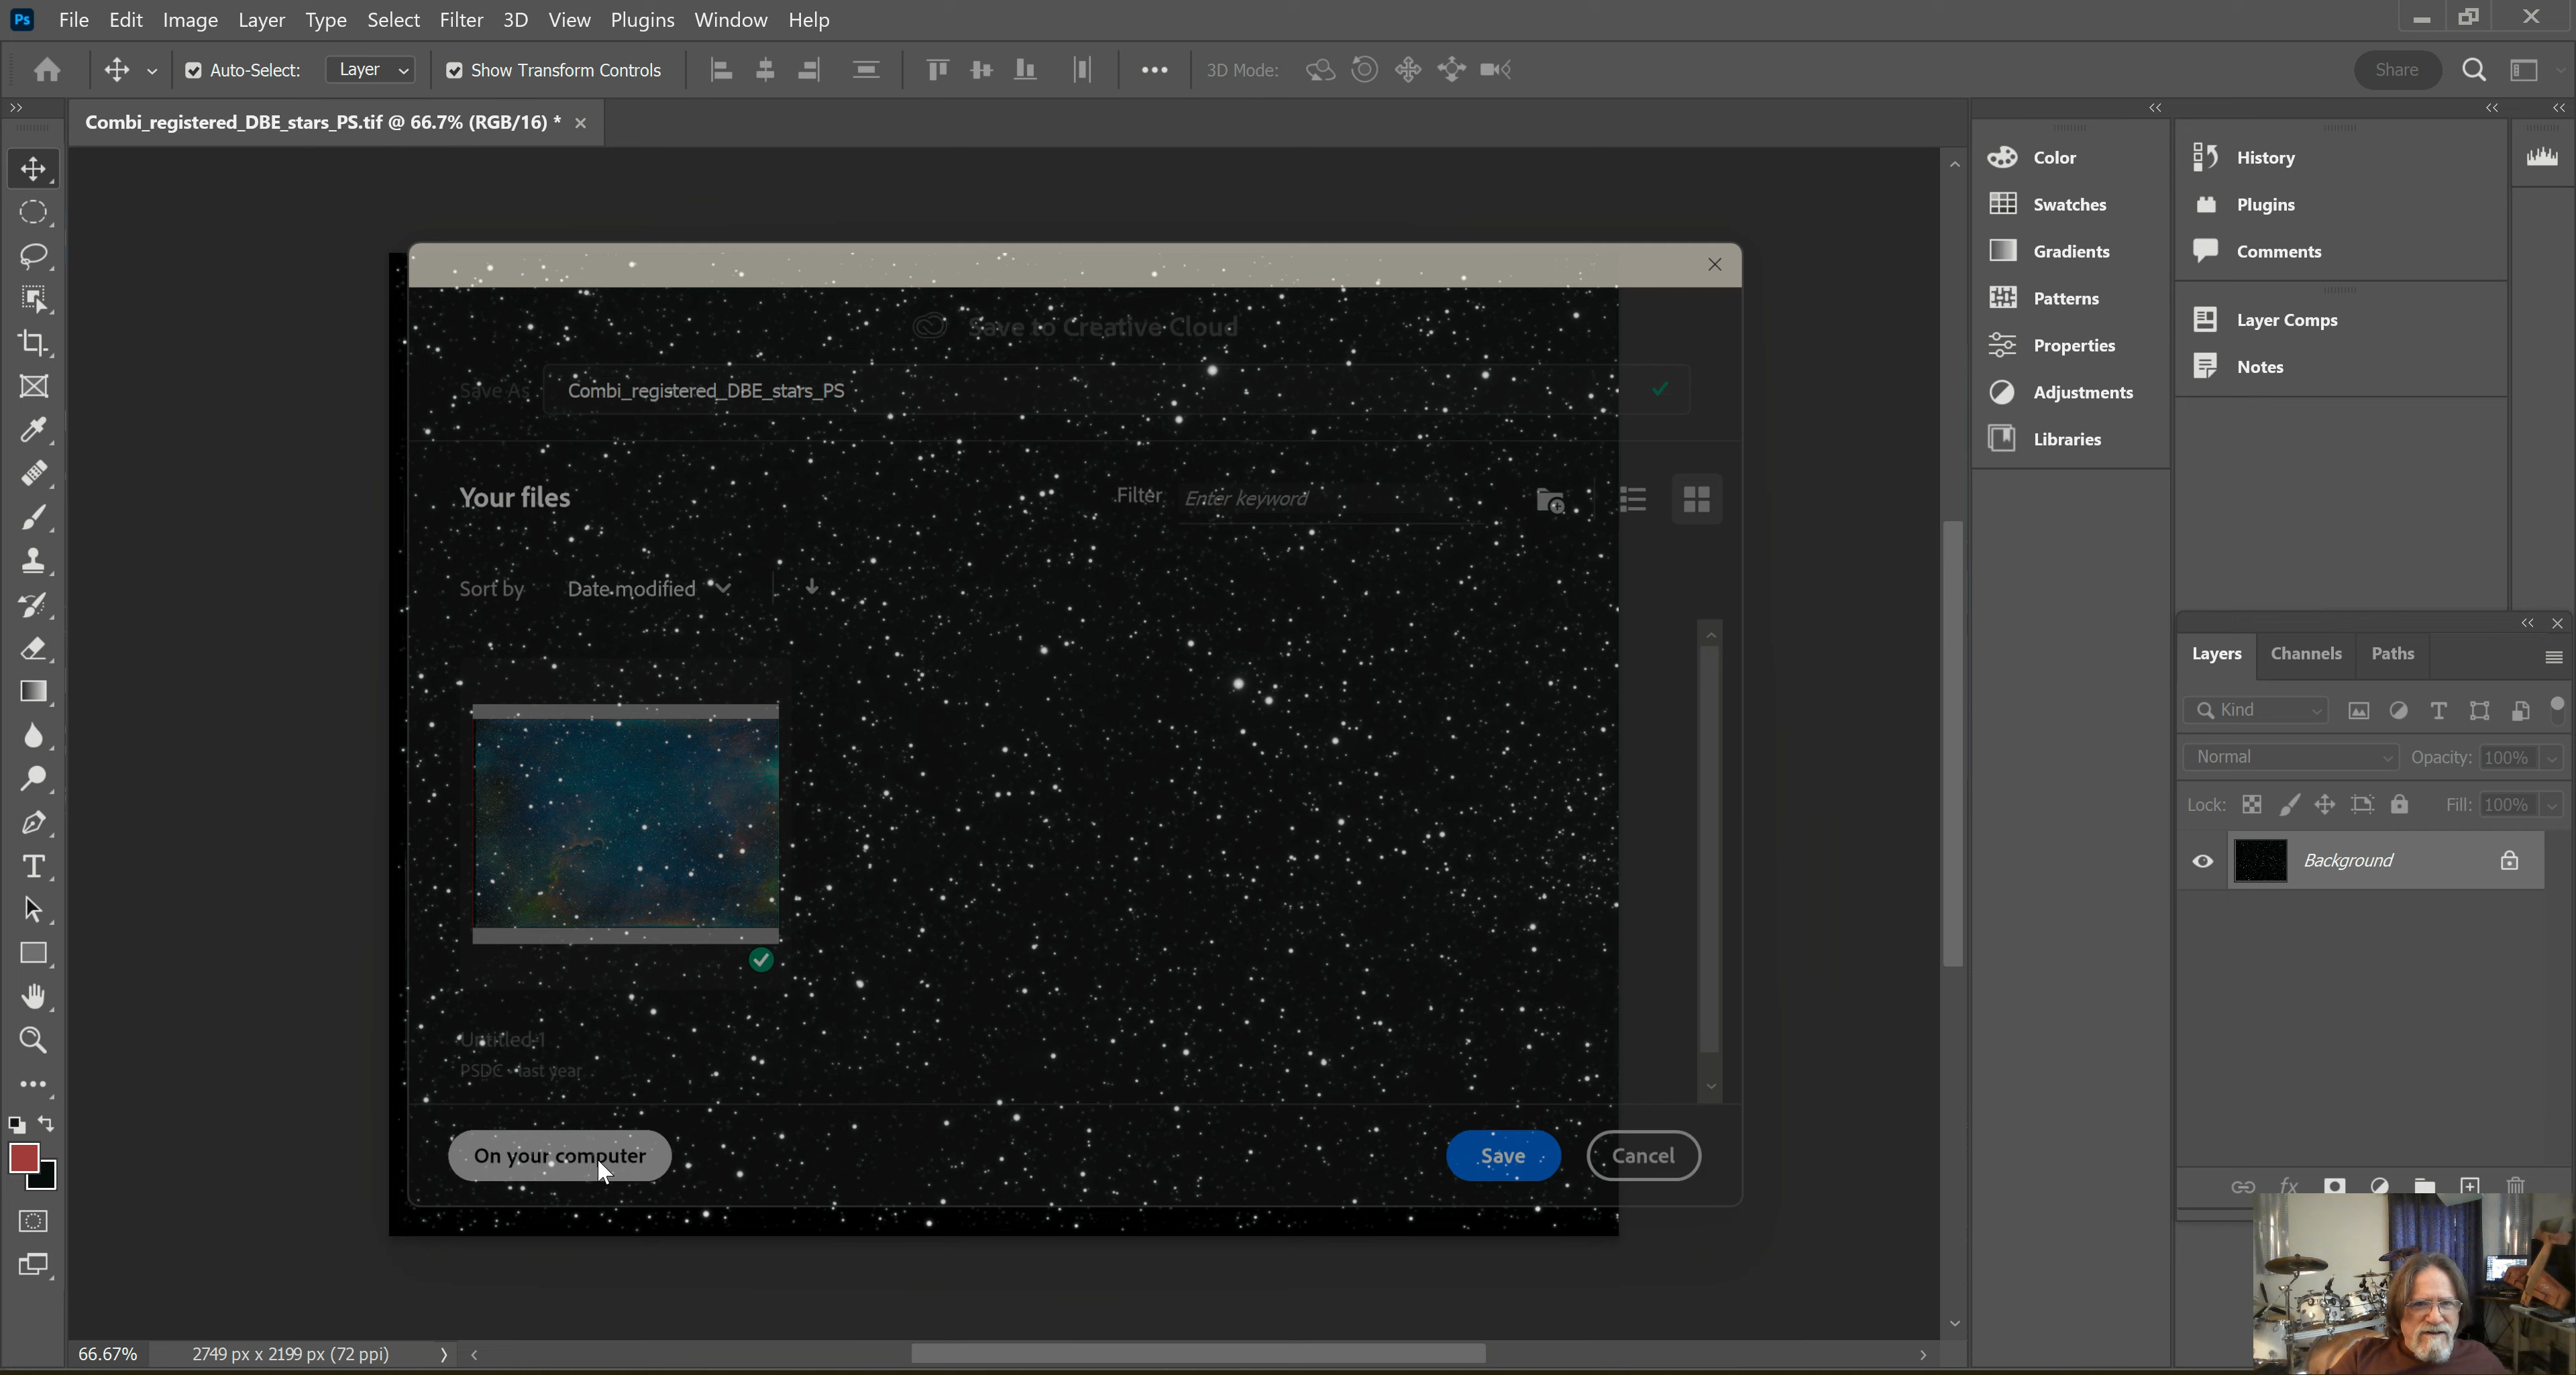 Ps File Edit Image Layer Type Select Filter 3D View Plugins Window Help
Auto-Select: Layer Show Transform Controls 3D Mode: Share
Combi_registered_DBE_stars_PS.tif @ 66.7% (RGB/16) *
Color
Swatches
Gradients
Patterns
Properties
Adjustments
Libraries
History
Plugins
Comments
Layer Comps
Notes
Save to Creative Cloud
Save As Combi_registered_DBE_stars_PS
Your files Filter Enter keyword
Sort by Date modified
Untitled-1
PSDC - last year
On your computer Save Cancel
Layers Channels Paths
Kind
Normal Opacity: 100%
Lock: Fill: 100%
Background
fx
66.67% 2749 px x 2199 px (72 ppi)